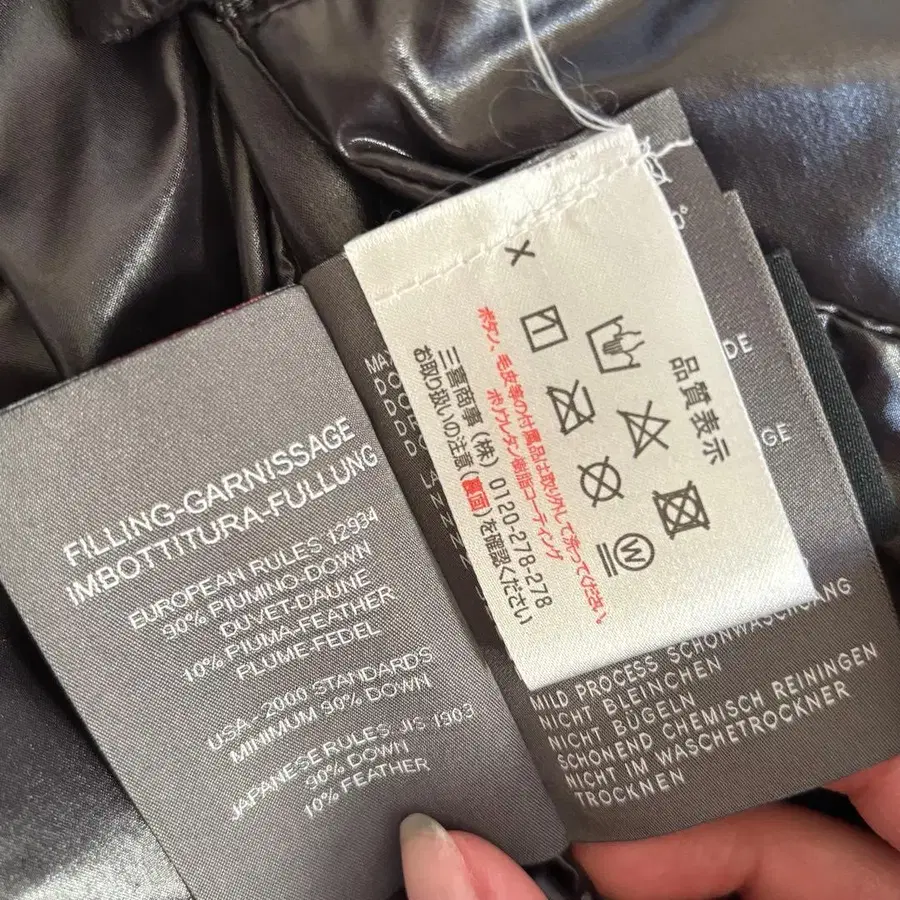 FILLING-GARNISSAGE
IMBOTTITURA-FULLUNG
EUROPEAN RULES 12934
90% PIUMINO-DOWN
DUVET-DAUNE
10% PIUMA-FEATHER
PLUME-FEDEL
USA-2000 STANDARDS
MINIMUM 90% DOWN
JAPANESE RULES JIS 1903
90% DOWN
10% FEATHER
品質表示
ボタン、毛皮等の付属品は取り外して洗ってください。
ポリウレタン樹脂コーティング
三喜商事(株) 0120-278-278
お取り扱いの注意(裏面)を確認ください
DE
GE
MILD PROCESS SCHONWASCHGANG
NICHT BLEINCHEN
NICHT BÜGELN
SCHONEND CHEMISCH REININGEN
NICHT IM WASCHETROCKNER
TROCKNEN